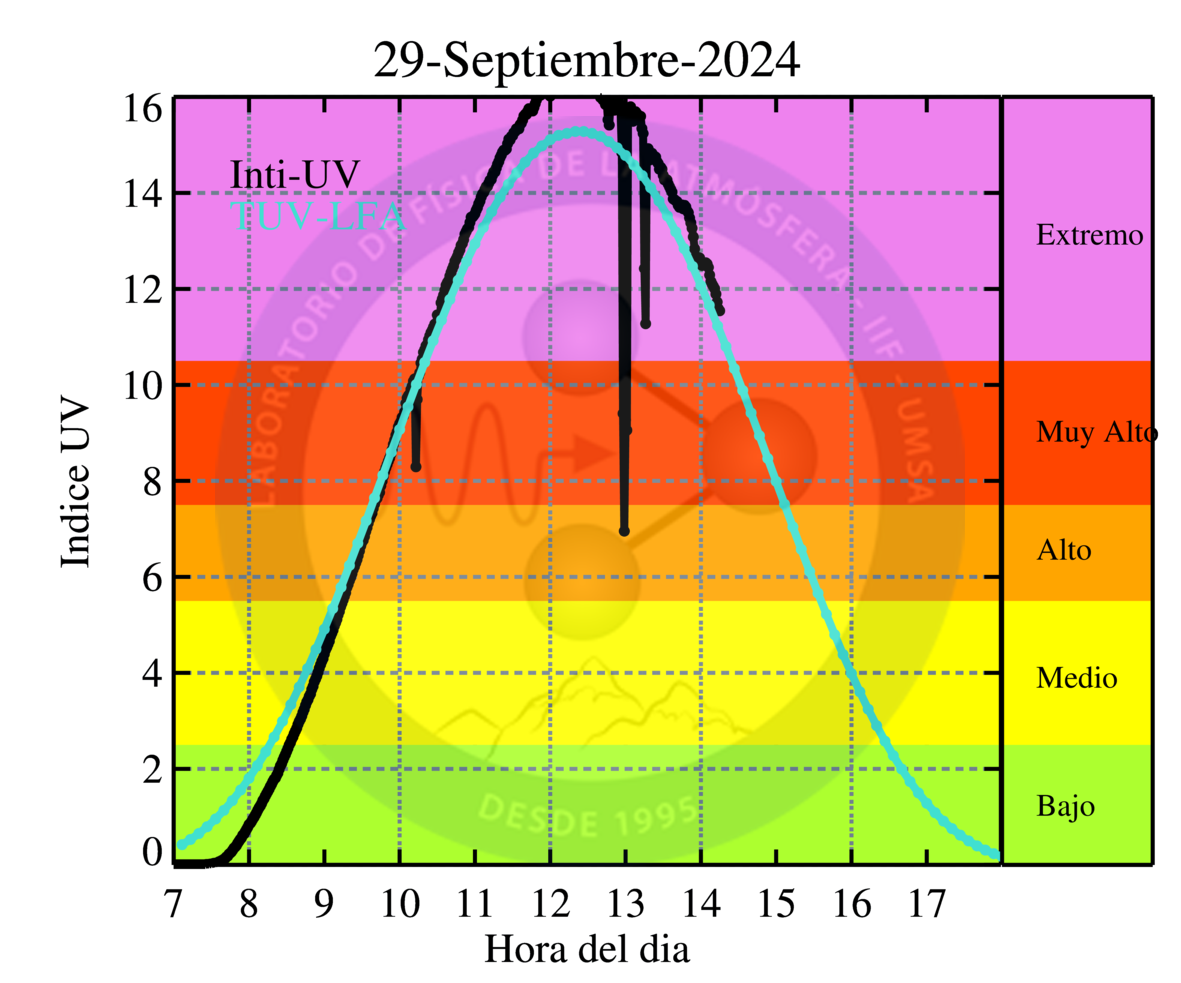 29-Septiembre-2024
16
14
12
10
8
6
4
2
0
Indice UV
Inti-UV
TUV-LFA
LABORATORIO DE FÍSICA DE LA ATMÓSFERA - IIF - UMSA
DESDE 1995
Extremo
Muy Alto
Alto
Medio
Bajo
7 8 9 10 11 12 13 14 15 16 17
Hora del dia